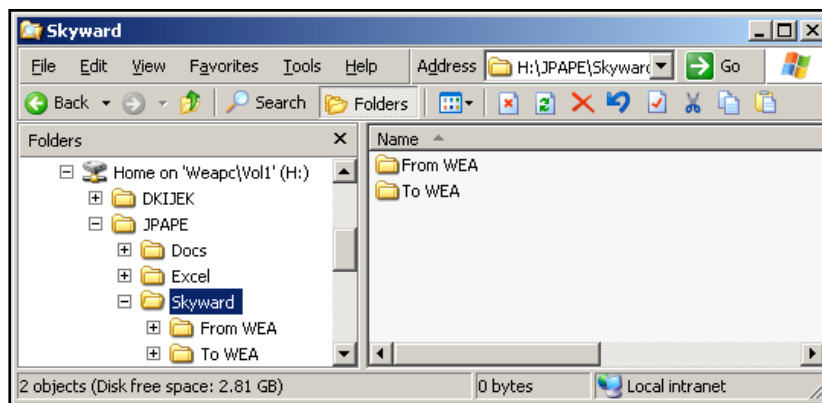 Skyward
File Edit View Favorites Tools Help Address H:\JPAPE\Skyward Go
Back Search Folders
Folders Name
Home on 'Weapc\Vol1' (H:)
DKIJEK
JPAPE
Docs
Excel
Skyward
From WEA
To WEA
From WEA
To WEA
2 objects (Disk free space: 2.81 GB) 0 bytes Local intranet